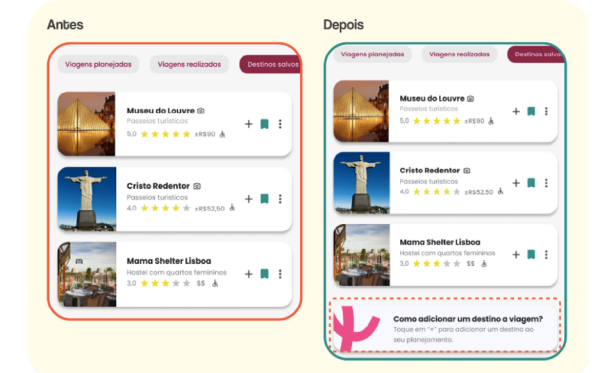 Antes
Viagens planejadas Viagens realizadas Destinos salvos
Museu do Louvre
Passeios turísticos
5,0 ±R$90
Cristo Redentor
Passeios turísticos
4,0 ±R$52,50
Mama Shelter Lisboa
Hostel com quartos femininos
3,0 $$
Depois
Viagens planejadas Viagens realizadas Destinos salvos
Museu do Louvre
Passeios turísticos
5,0 ±R$90
Cristo Redentor
Passeios turísticos
4,0 ±R$52,50
Mama Shelter Lisboa
Hostel com quartos femininos
3,0 $$
Como adicionar um destino a viagem?
Toque em "+" para adicionar um destino ao
seu planejamento.